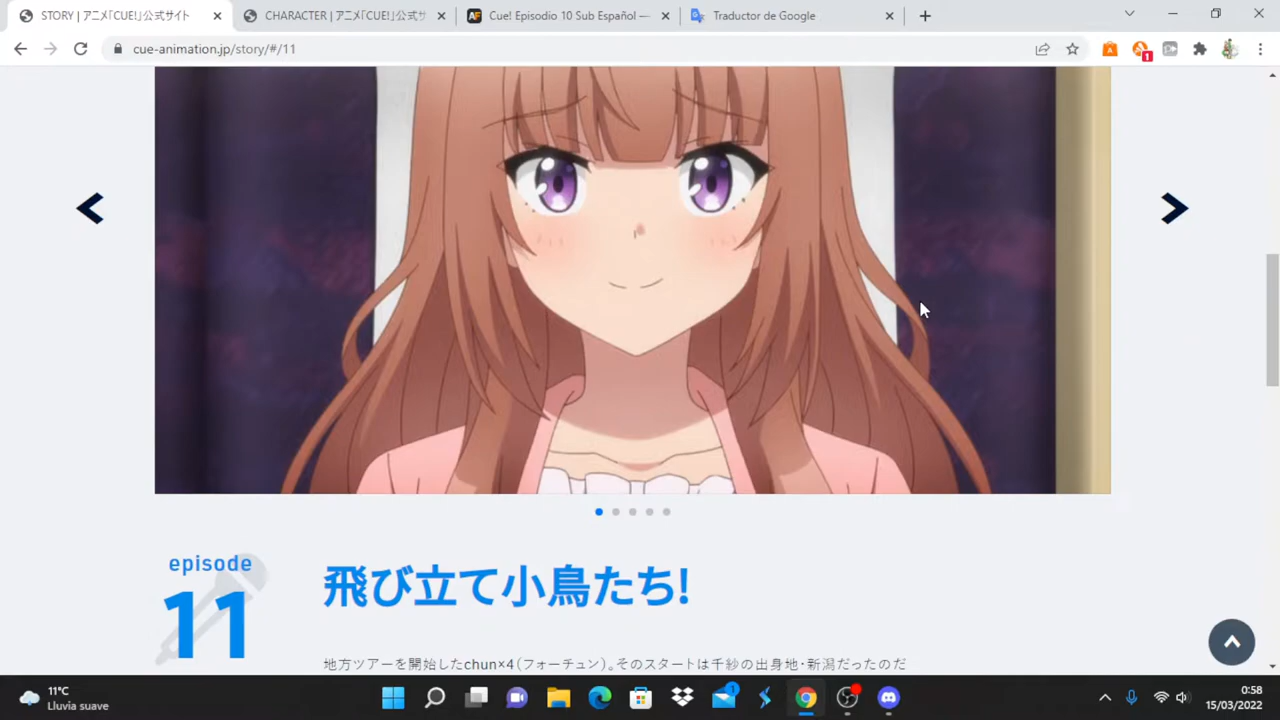 STORY | アニメ「CUE!」公式サイト
CHARACTER | アニメ「CUE!」公式サ
Cue! Episodio 10 Sub Español —
Traductor de Google
cue-animation.jp/story/#/11
1
episode
11
飛び立て小鳥たち!
地方ツアーを開始したchun×4(フォーチュン)。そのスタートは千紗の出身地・新潟だったのだ
11°C
Lluvia suave
1
0:58
15/03/2022